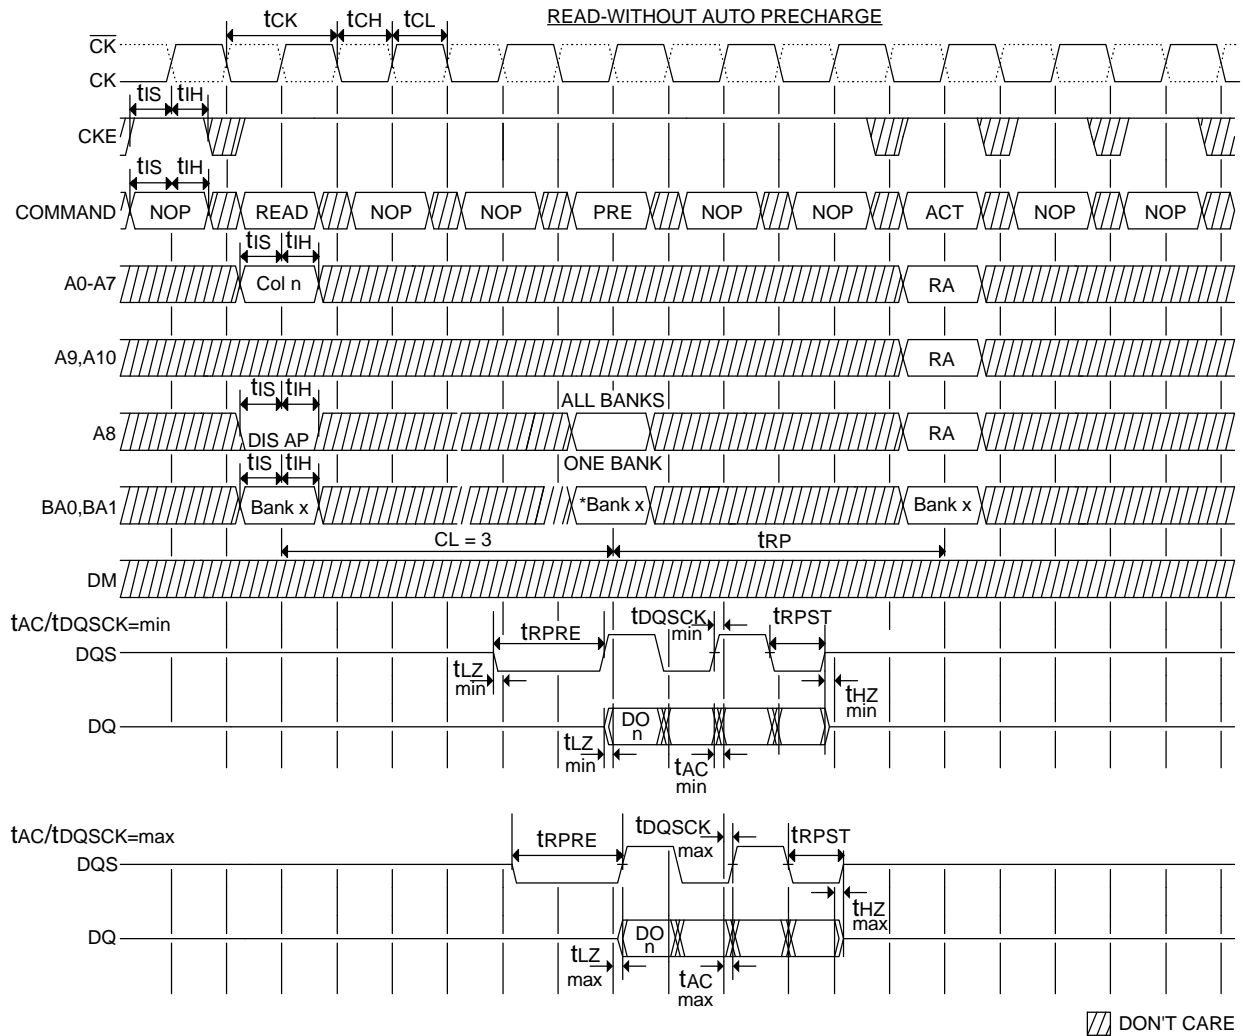 READ-WITHOUT AUTO PRECHARGE
tCK tCH tCL
CK
CK
tIS tIH
CKE
tIS tIH
COMMAND NOP READ NOP NOP PRE NOP NOP ACT NOP NOP
tIS tIH
A0-A7 Col n RA
A9,A10 RA
tIS tIH ALL BANKS
A8 DIS AP RA
tIS tIH ONE BANK
BA0,BA1 Bank x *Bank x Bank x
CL = 3 tRP
DM
tAC/tDQSCK=min tRPRE tDQSCK min tRPST
DQS
tLZ min tHZ min
DQ DO n
tLZ min tAC min
tAC/tDQSCK=max tRPRE tDQSCK max tRPST
DQS
tHZ max
DQ DO n
tLZ max tAC max
DON'T CARE